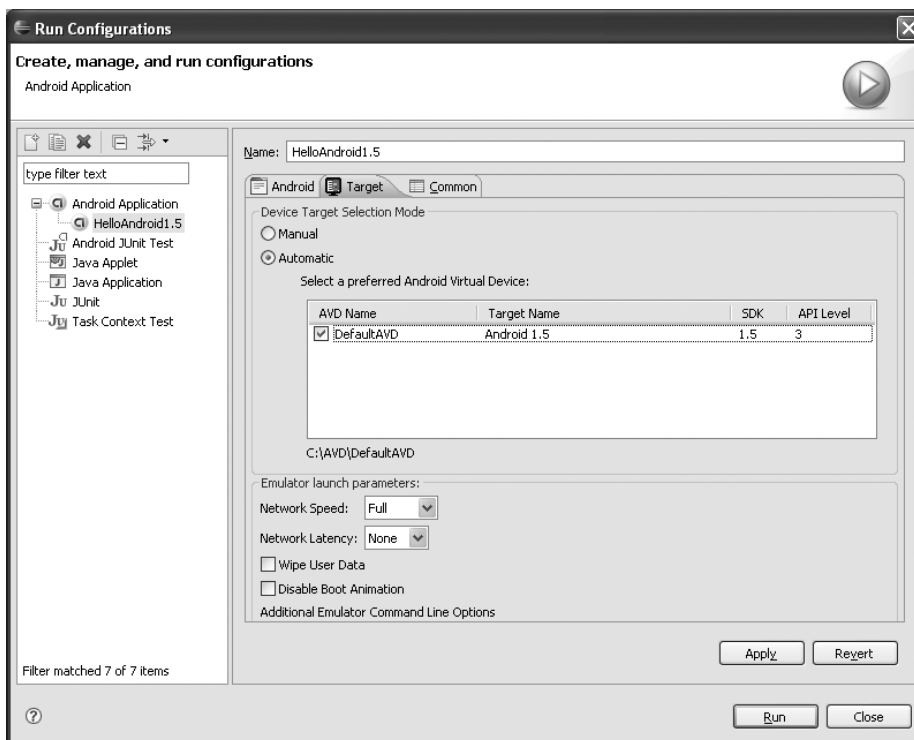 Run Configurations
Create, manage, and run configurations
Android Application
type filter text
Android Application
HelloAndroid1.5
Android JUnit Test
Java Applet
Java Application
JUnit
Task Context Test
Filter matched 7 of 7 items
Name: HelloAndroid1.5
Android Target Common
Device Target Selection Mode
Manual
Automatic
Select a preferred Android Virtual Device:
AVD Name Target Name SDK API Level
DefaultAVD Android 1.5 1.5 3
C:\AVD\DefaultAVD
Emulator launch parameters:
Network Speed: Full
Network Latency: None
Wipe User Data
Disable Boot Animation
Additional Emulator Command Line Options
Apply Revert
Run Close